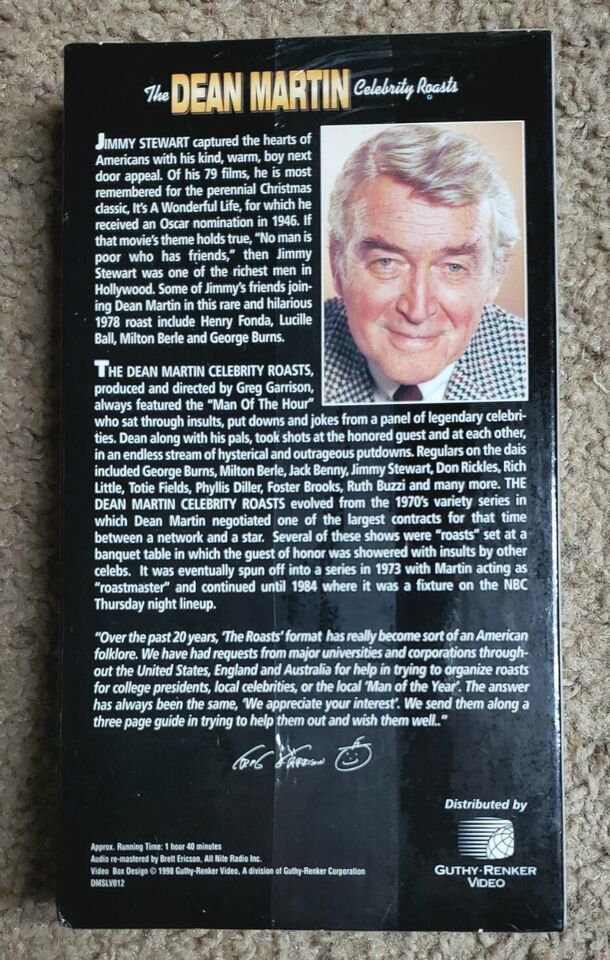 The DEAN MARTIN Celebrity Roasts
JIMMY STEWART captured the hearts of
Americans with his kind, warm, boy next
door appeal. Of his 79 films, he is most
remembered for the perennial Christmas
classic, It's A Wonderful Life, for which he
received an Oscar nomination in 1946. If
that movie's theme holds true, "No man is
poor who has friends," then Jimmy
Stewart was one of the richest men in
Hollywood. Some of Jimmy's friends join-
ing Dean Martin in this rare and hilarious
1978 roast include Henry Fonda, Lucille
Ball, Milton Berle and George Burns.
THE DEAN MARTIN CELEBRITY ROASTS,
produced and directed by Greg Garrison,
always featured the "Man Of The Hour"
who sat through insults, put downs and jokes from a panel of legendary celebri-
ties. Dean along with his pals, took shots at the honored guest and at each other,
in an endless stream of hysterical and outrageous putdowns. Regulars on the dais
included George Burns, Milton Berle, Jack Benny, Jimmy Stewart, Don Rickles, Rich
Little, Totie Fields, Phyllis Diller, Foster Brooks, Ruth Buzzi and many more. THE
DEAN MARTIN CELEBRITY ROASTS evolved from the 1970's variety series in
which Dean Martin negotiated one of the largest contracts for that time
between a network and a star. Several of these shows were "roasts" set at a
banquet table in which the guest of honor was showered with insults by other
celebs. It was eventually spun off into a series in 1973 with Martin acting as
"roastmaster" and continued until 1984 where it was a fixture on the NBC
Thursday night lineup.
"Over the past 20 years, 'The Roasts' format has really become sort of an American
folklore. We have had requests from major universities and corporations through-
out the United States, England and Australia for help in trying to organize roasts
for college presidents, local celebrities, or the local 'Man of the Year'. The answer
has always been the same, 'We appreciate your interest'. We send them along a
three page guide in trying to help them out and wish them well.."
Greg Garrison
Distributed by
GUTHY-RENKER
VIDEO
Approx. Running Time: 1 hour 40 minutes
Audio re-mastered by Brett Ericson, All Nite Radio Inc.
Video Box Design © 1998 Guthy-Renker Video, A division of Guthy-Renker Corporation
DMSLV012